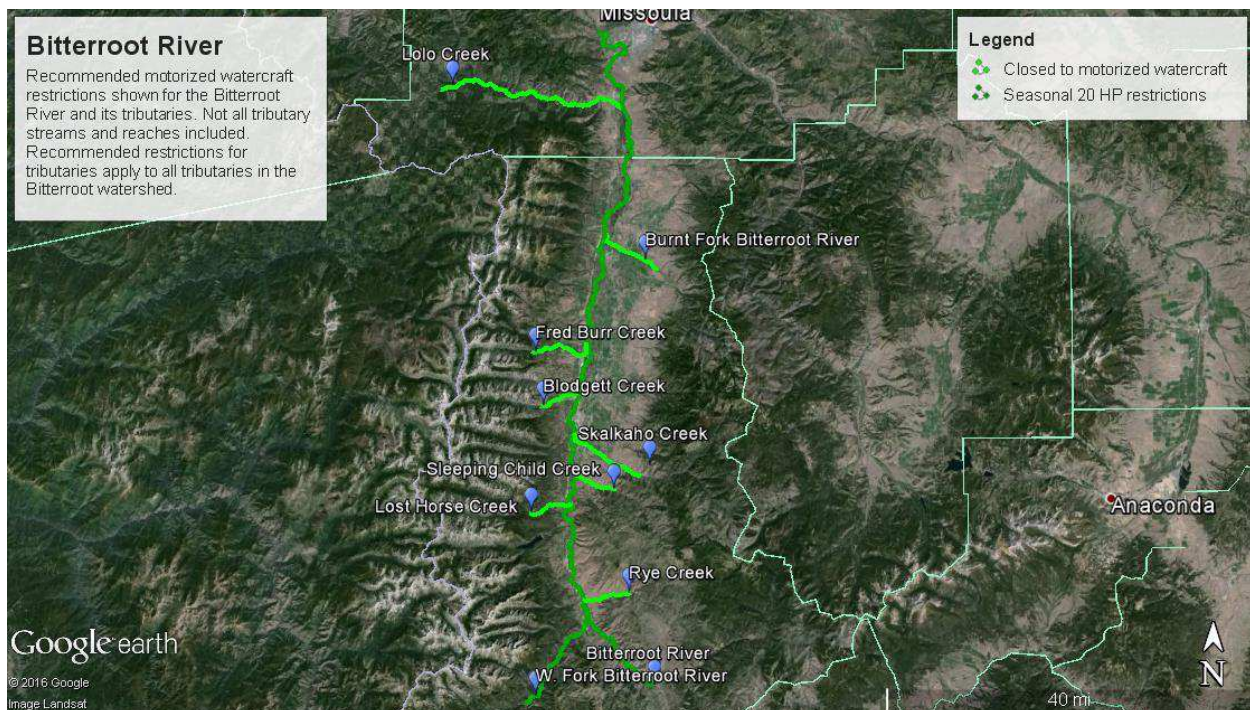 Missoula
Bitterroot River
Recommended motorized watercraft
restrictions shown for the Bitterroot
River and its tributaries. Not all tributary
streams and reaches included.
Recommended restrictions for
tributaries apply to all tributaries in the
Bitterroot watershed.
Legend
Closed to motorized watercraft
Seasonal 20 HP restrictions
Lolo Creek
Burnt Fork Bitterroot River
Fred Burr Creek
Blodgett Creek
Skalkaho Creek
Sleeping Child Creek
Lost Horse Creek
Anaconda
Rye Creek
Bitterroot River
W. Fork Bitterroot River
Google earth
© 2016 Google
Image Landsat
N
40 mi